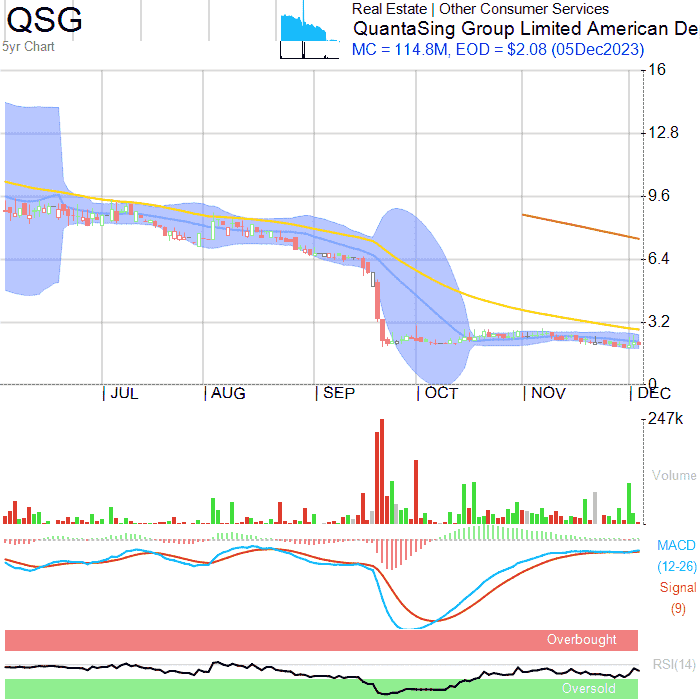 QSG
5yr Chart
Real Estate | Other Consumer Services
QuantaSing Group Limited American De
MC = 114.8M, EOD = $2.08 (05Dec2023)
16
12.8
9.6
6.4
3.2
0
JUL AUG SEP OCT NOV DEC
247k
Volume
MACD
(12-26)
Signal
(9)
Overbought
RSI(14)
Oversold